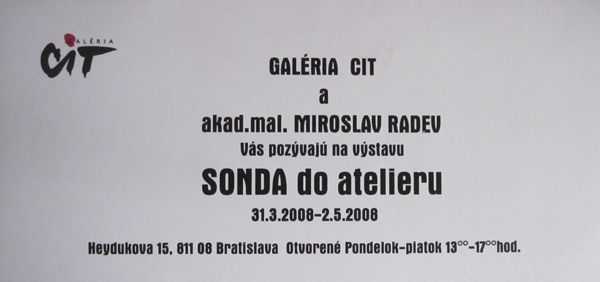 GALÉRIA
CIT
GALÉRIA CIT
a
akad.mal. MIROSLAV RADEV
Vás pozývajú na výstavu
SONDA do atelieru
31.3.2008-2.5.2008
Heydukova 15, 811 08 Bratislava Otvorené Pondelok-piatok 13°°-17°°hod.